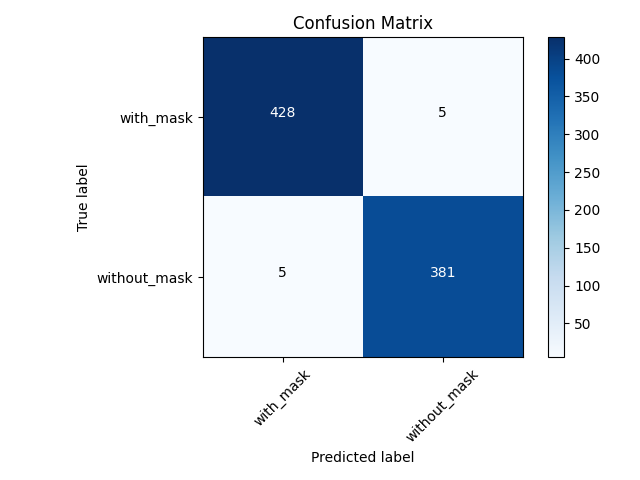 Confusion Matrix
True label
with_mask
428
5
without_mask
5
381
with_mask
without_mask
Predicted label
400
350
300
250
200
150
100
50